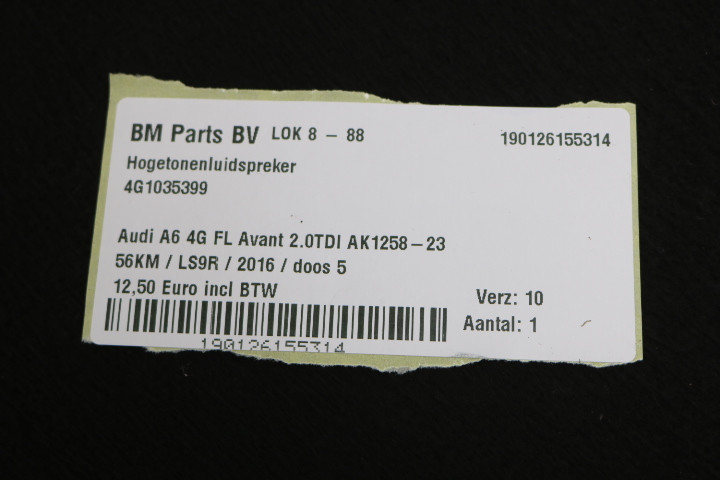 BM Parts BV LOK 8 - 88 190126155314
Hogetonenluidspreker
4G1035399
Audi A6 4G FL Avant 2.0TDI AK1258-23
56KM / LS9R / 2016 / doos 5
12,50 Euro incl BTW Verz: 10
Aantal: 1
190126155314